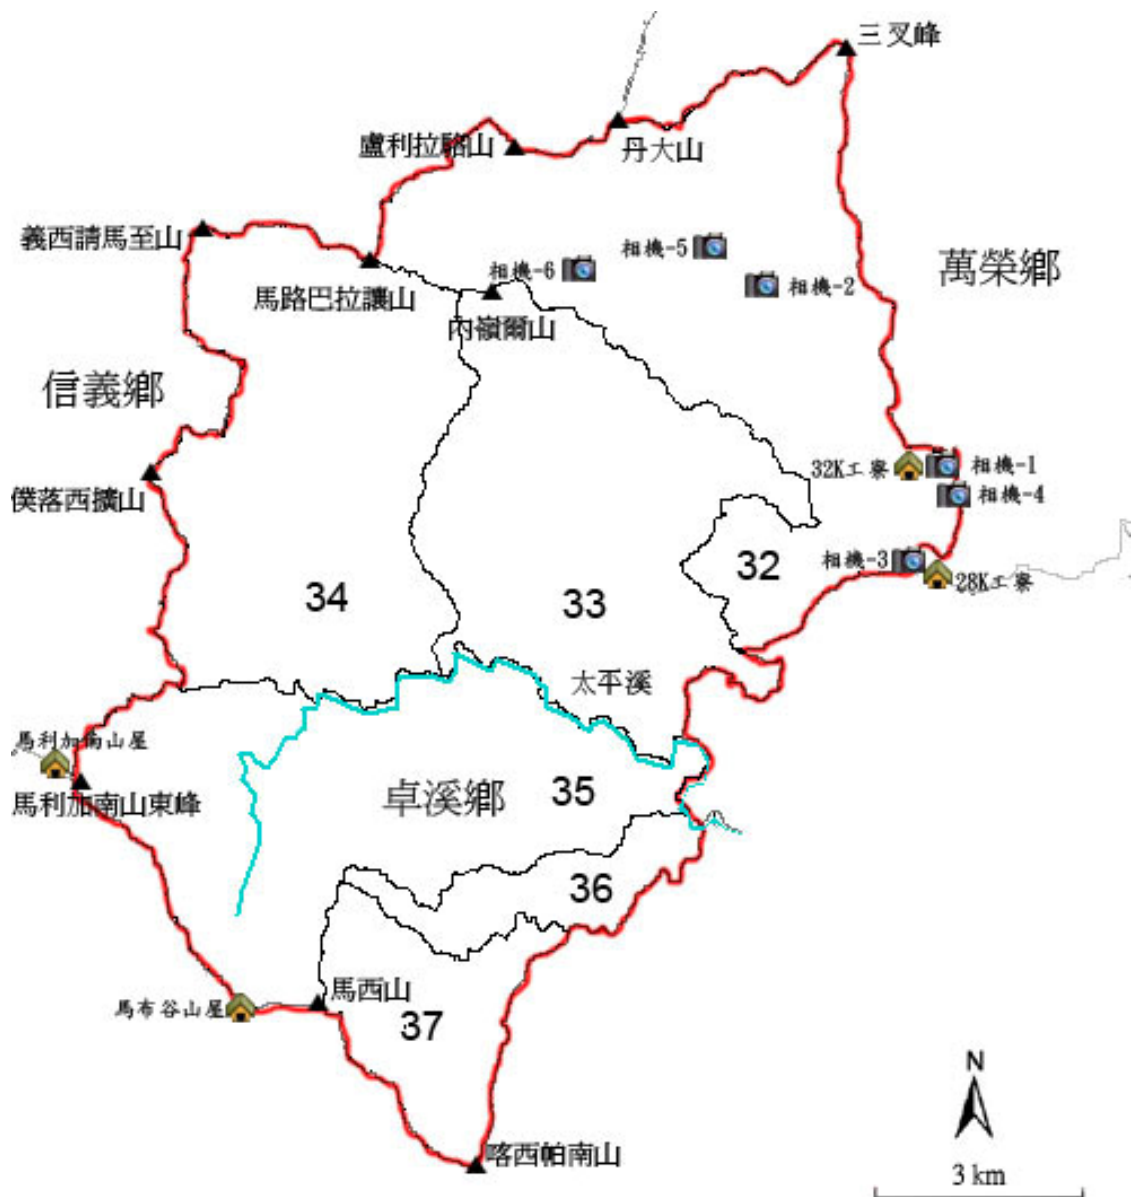 三叉峰
盧利拉駱山
丹大山
義西請馬至山
相機-5
萬榮鄉
相機-6
馬路巴拉讓山
相機-2
內嶺爾山
信義鄉
32K工寮
相機-1
僕落西擴山
相機-4
相機-3
32
28K工寮
34
33
太平溪
馬利加南山屋
馬利加南山東峰
卓溪鄉
35
36
馬布谷山屋
馬西山
37
N
喀西帕南山
3 km